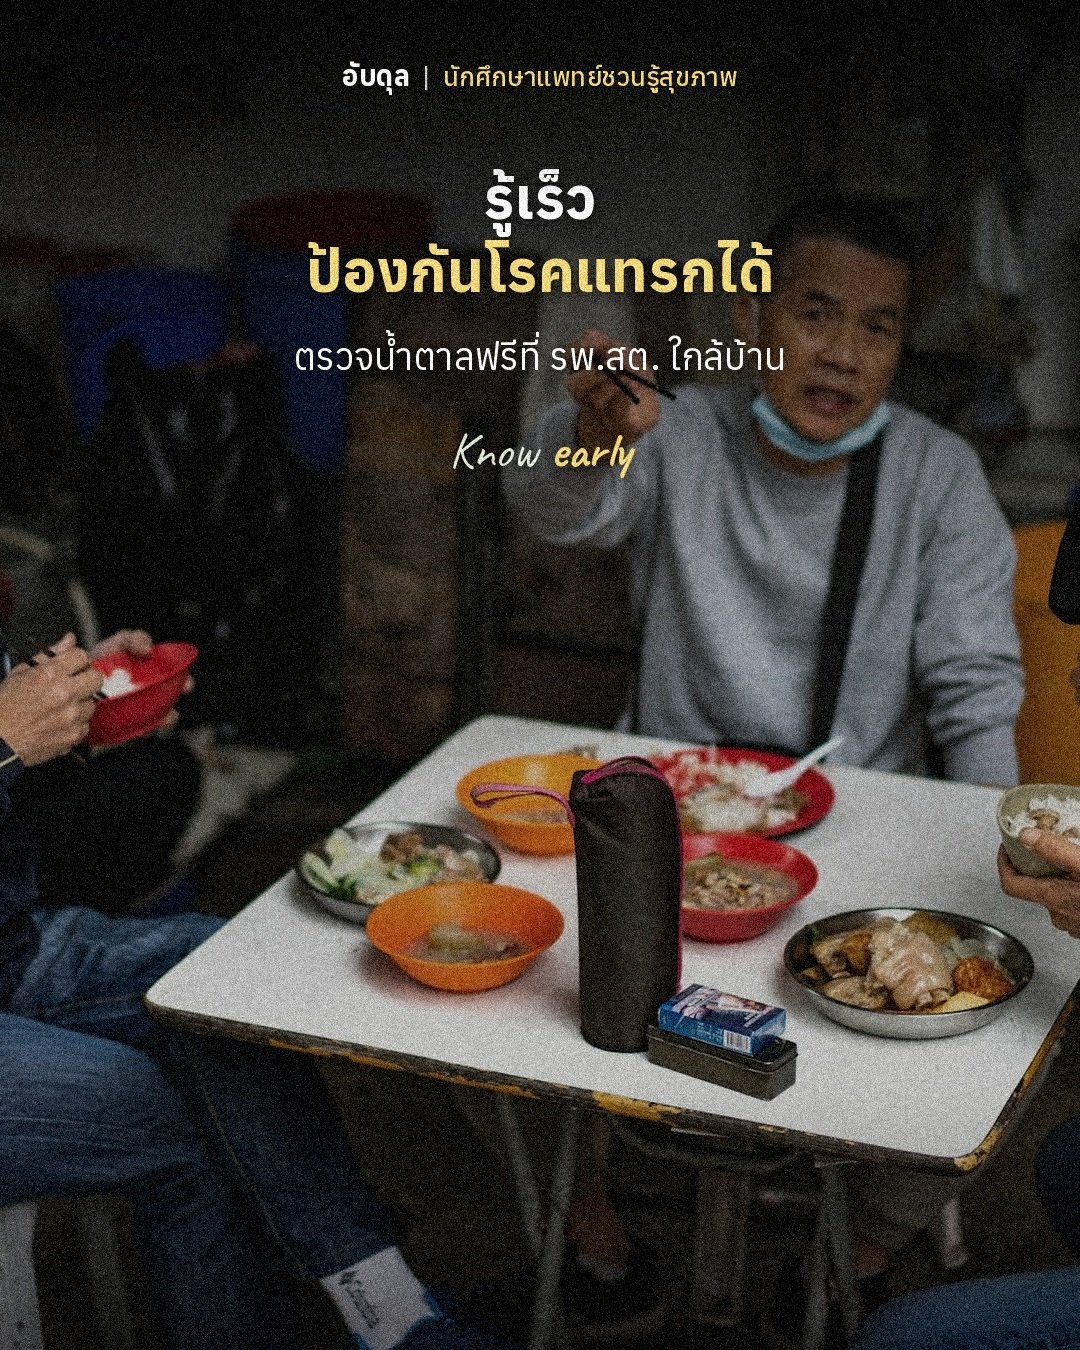 อับดุล | นักศึกษาแพทย์ชวนรู้สุขภาพ
รู้เร็ว
ป้องกันโรคแทรกได้
ตรวจน้ำตาลฟรีที่ รพ.สต. ใกล้บ้าน
Know early